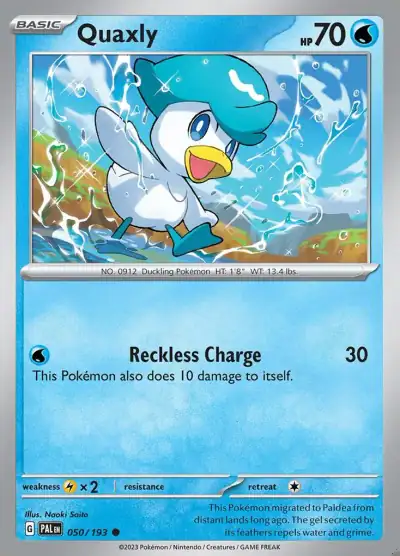 BASIC Quaxly HP 70
NO. 0912 Duckling Pokémon HT: 1'8" WT: 13.4 lbs.
Reckless Charge 30
This Pokémon also does 10 damage to itself.
weakness × 2 resistance retreat
Illus. Naoki Saito
G PAL EN 050/193
This Pokémon migrated to Paldea from
distant lands long ago. The gel secreted by
its feathers repels water and grime.
©2023 Pokémon / Nintendo / Creatures / GAME FREAK